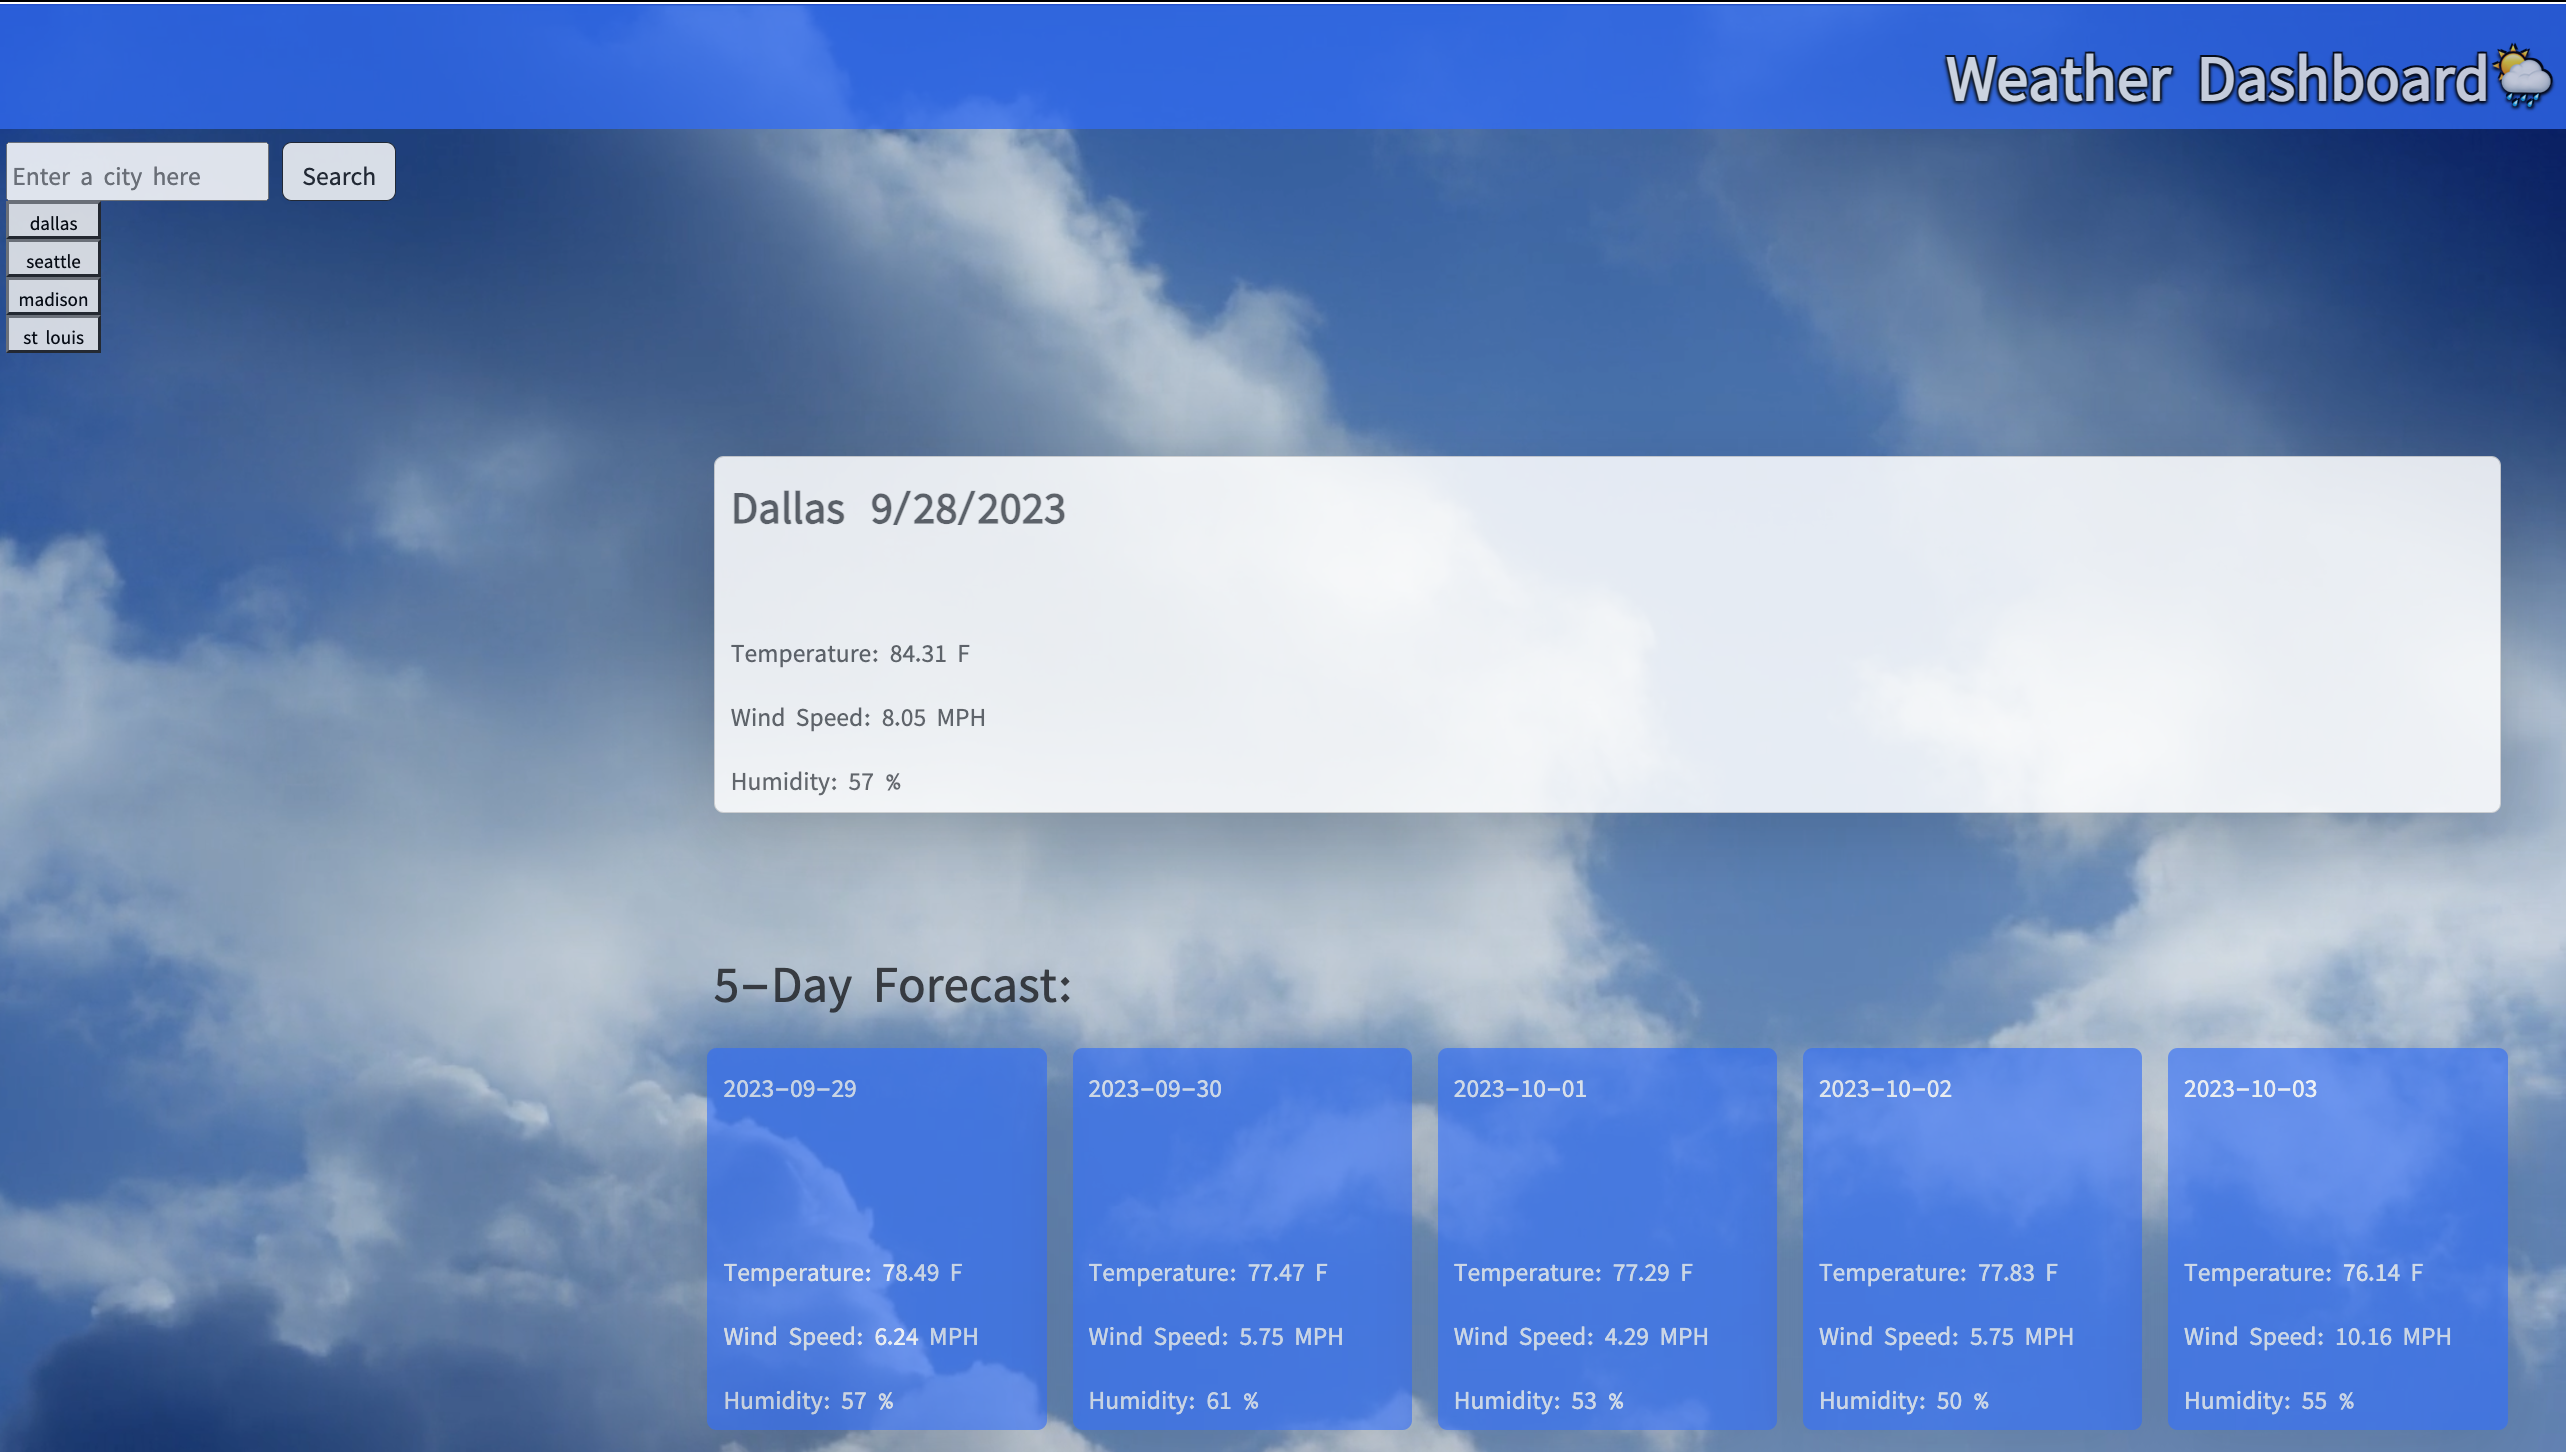 Weather Dashboard
Enter a city here
Search
dallas
seattle
madison
st louis
Dallas 9/28/2023
Temperature: 84.31 F
Wind Speed: 8.05 MPH
Humidity: 57 %
5-Day Forecast:
2023-09-29
Temperature: 78.49 F
Wind Speed: 6.24 MPH
Humidity: 57 %
2023-09-30
Temperature: 77.47 F
Wind Speed: 5.75 MPH
Humidity: 61 %
2023-10-01
Temperature: 77.29 F
Wind Speed: 4.29 MPH
Humidity: 53 %
2023-10-02
Temperature: 77.83 F
Wind Speed: 5.75 MPH
Humidity: 50 %
2023-10-03
Temperature: 76.14 F
Wind Speed: 10.16 MPH
Humidity: 55 %